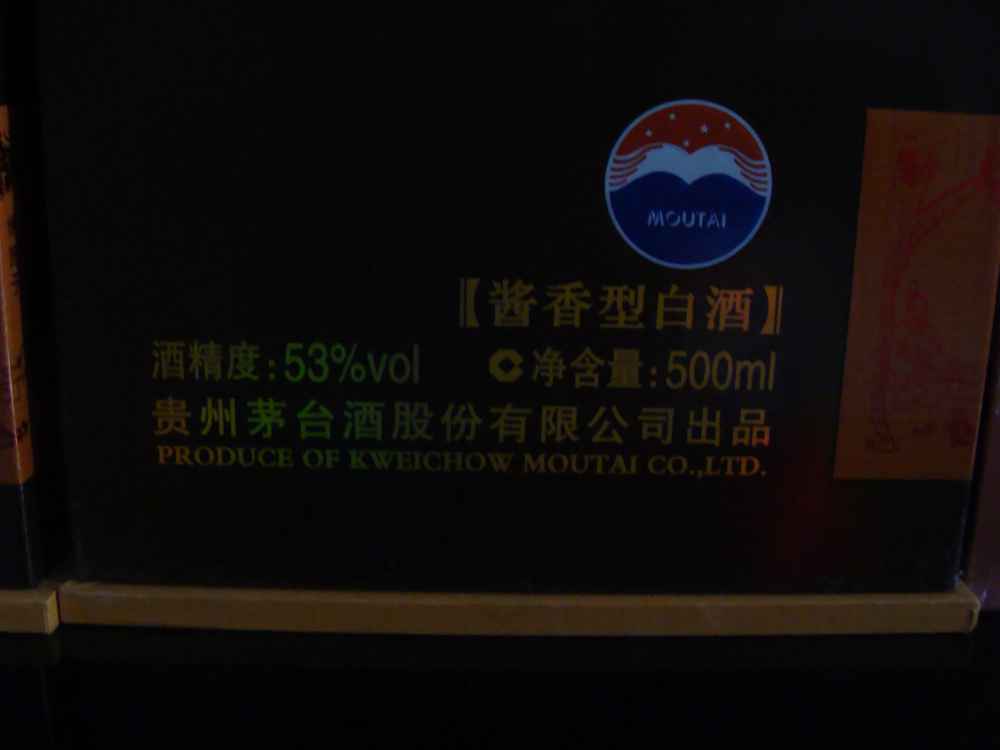 MOUTAI
【酱香型白酒】
酒精度:53%vol 净含量:500ml
贵州茅台酒股份有限公司出品
PRODUCE OF KWEICHOW MOUTAI CO.,LTD.